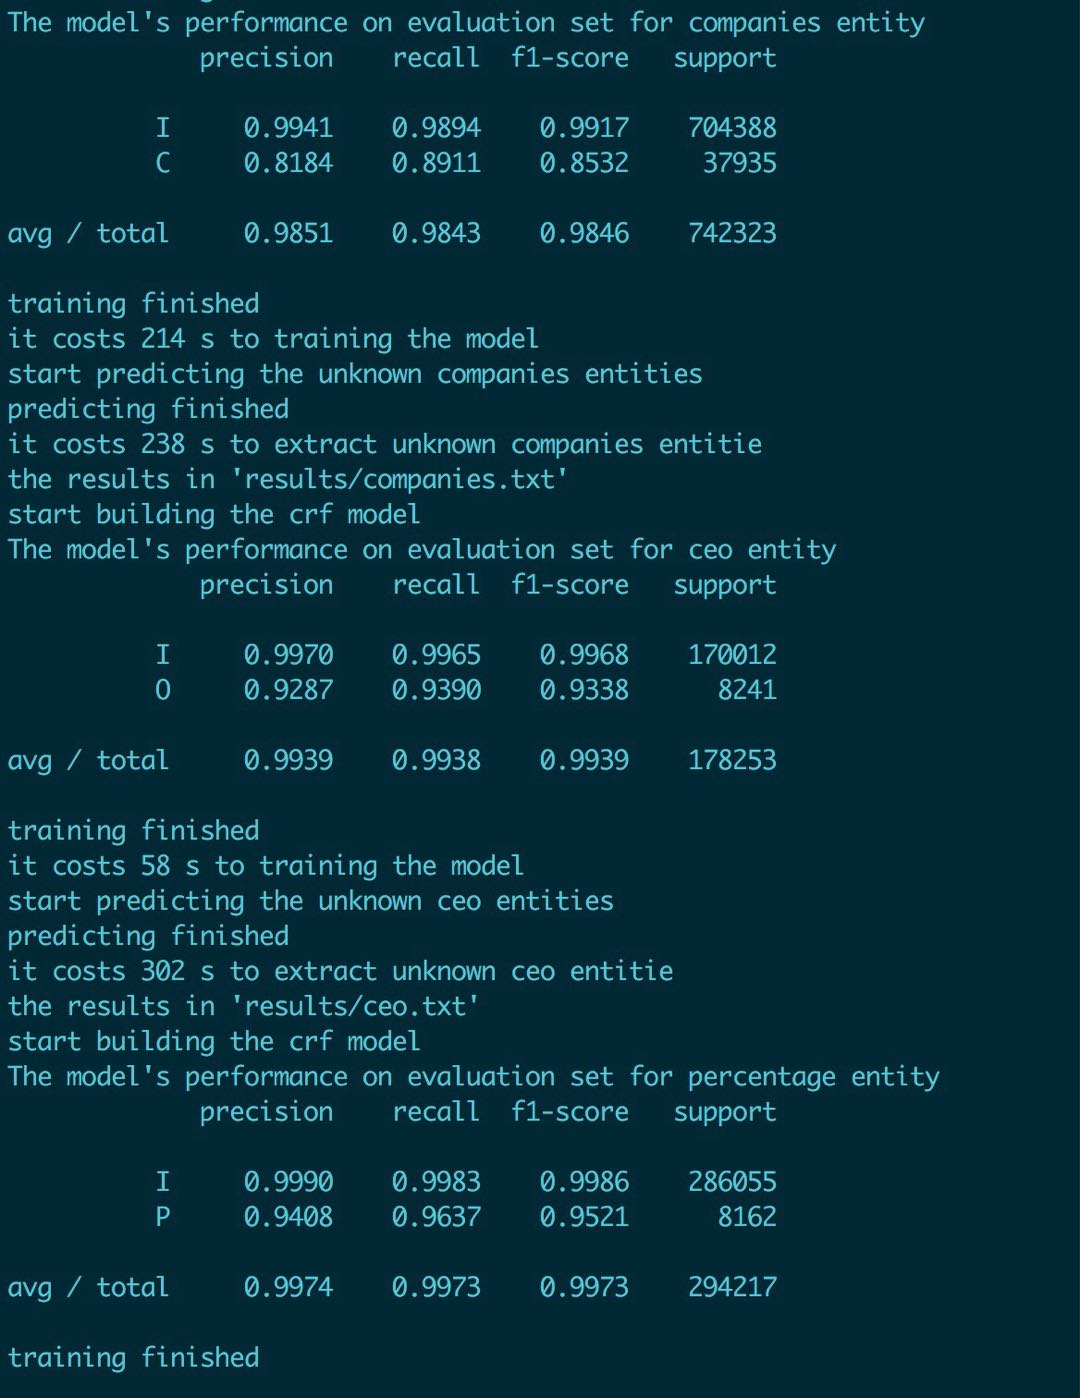 The model's performance on evaluation set for companies entity
precision recall f1-score support
I 0.9941 0.9894 0.9917 704388
C 0.8184 0.8911 0.8532 37935
avg / total 0.9851 0.9843 0.9846 742323
training finished
it costs 214 s to training the model
start predicting the unknown companies entities
predicting finished
it costs 238 s to extract unknown companies entitie
the results in 'results/companies.txt'
start building the crf model
The model's performance on evaluation set for ceo entity
precision recall f1-score support
I 0.9970 0.9965 0.9968 170012
O 0.9287 0.9390 0.9338 8241
avg / total 0.9939 0.9938 0.9939 178253
training finished
it costs 58 s to training the model
start predicting the unknown ceo entities
predicting finished
it costs 302 s to extract unknown ceo entitie
the results in 'results/ceo.txt'
start building the crf model
The model's performance on evaluation set for percentage entity
precision recall f1-score support
I 0.9990 0.9983 0.9986 286055
P 0.9408 0.9637 0.9521 8162
avg / total 0.9974 0.9973 0.9973 294217
training finished